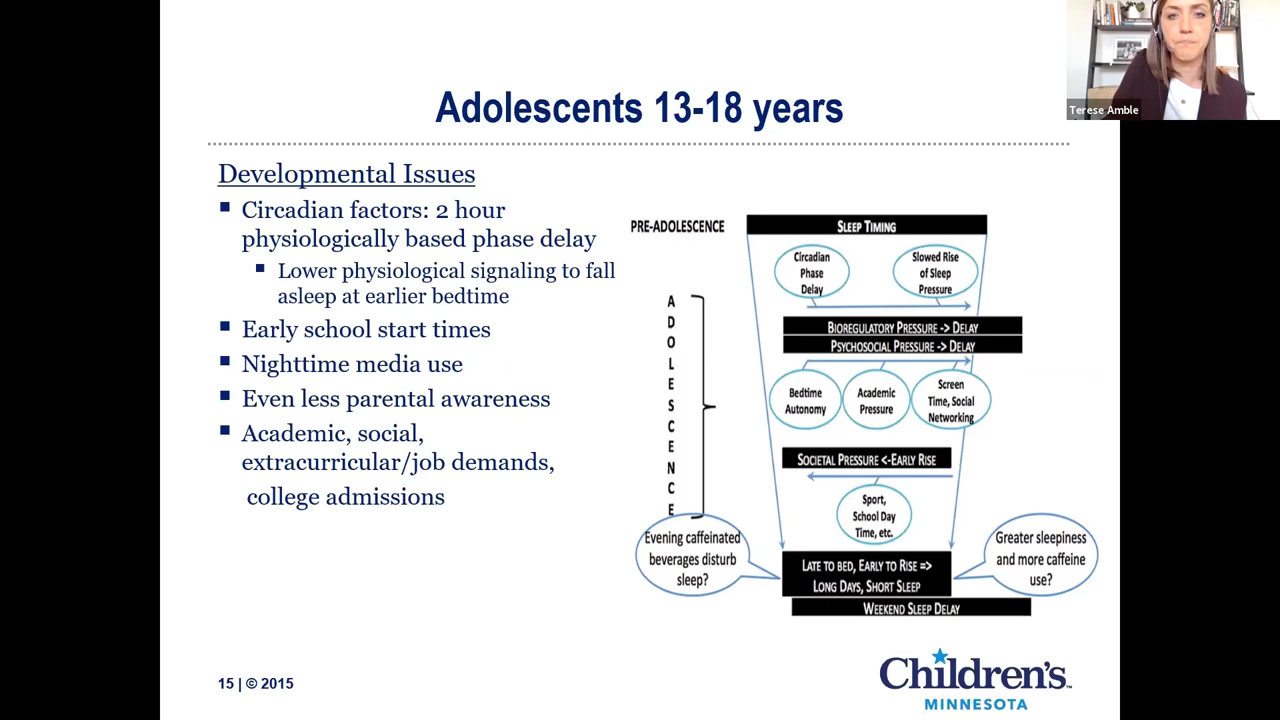 Terese Amble
Adolescents 13-18 years
Developmental Issues
Circadian factors: 2 hour
physiologically based phase delay
Lower physiological signaling to fall
asleep at earlier bedtime
Early school start times
Nighttime media use
Even less parental awareness
Academic, social,
extracurricular/job demands,
college admissions
PRE-ADOLESCENCE
SLEEP TIMING
Circadian
Phase
Delay
Slowed Rise
of Sleep
Pressure
A
D
O
L
E
S
C
E
N
C
E
BIOREGULATORY PRESSURE -> DELAY
PSYCHOSOCIAL PRESSURE -> DELAY
Bedtime
Autonomy
Academic
Pressure
Screen
Time, Social
Networking
SOCIETAL PRESSURE <-EARLY RISE
Sport,
School Day
Time, etc.
Evening caffeinated
beverages disturb
sleep?
LATE TO BED, EARLY TO RISE =>
LONG DAYS, SHORT SLEEP
Greater sleepiness
and more caffeine
use?
WEEKEND SLEEP DELAY
15 | © 2015
Children's™
MINNESOTA